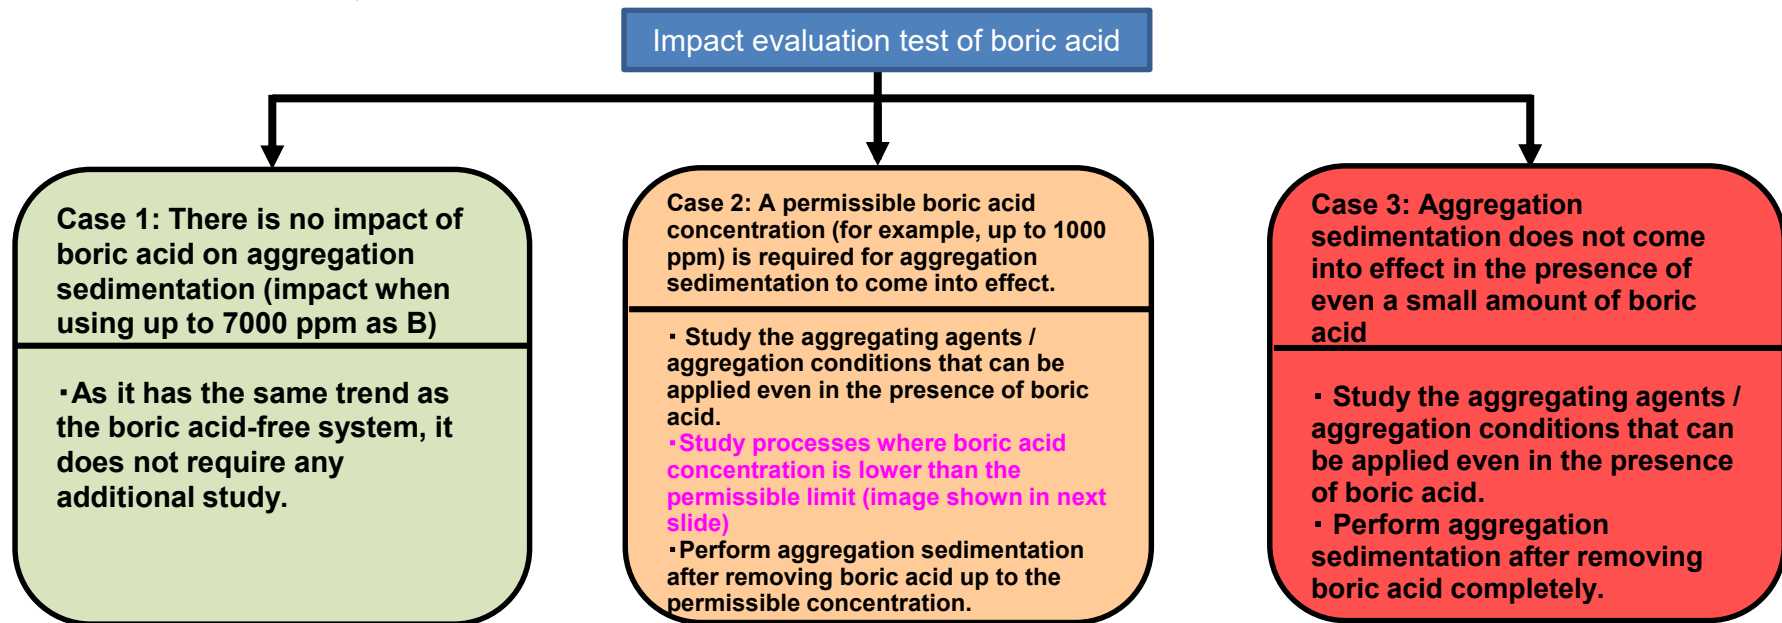 Impact evaluation test of boric acid
Case 1: There is no impact of
boric acid on aggregation
sedimentation (impact when
using up to 7000 ppm as B)
・As it has the same trend as
the boric acid-free system, it
does not require any
additional study.
Case 2: A permissible boric acid
concentration (for example, up to 1000
ppm) is required for aggregation
sedimentation to come into effect.
・ Study the aggregating agents /
aggregation conditions that can be
applied even in the presence of boric
acid.
・Study processes where boric acid
concentration is lower than the
permissible limit (image shown in next
slide)
・Perform aggregation sedimentation
after removing boric acid up to the
permissible concentration.
Case 3: Aggregation
sedimentation does not come
into effect in the presence of
even a small amount of boric
acid
・ Study the aggregating agents /
aggregation conditions that can
be applied even in the presence
of boric acid.
・ Perform aggregation
sedimentation after removing
boric acid completely.